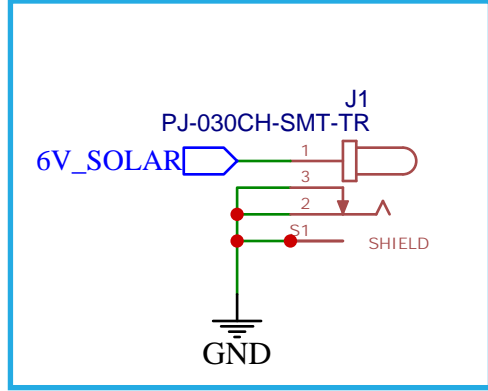 J1
PJ-030CH-SMT-TR
6V_SOLAR
1
3
2
S1
SHIELD
GND